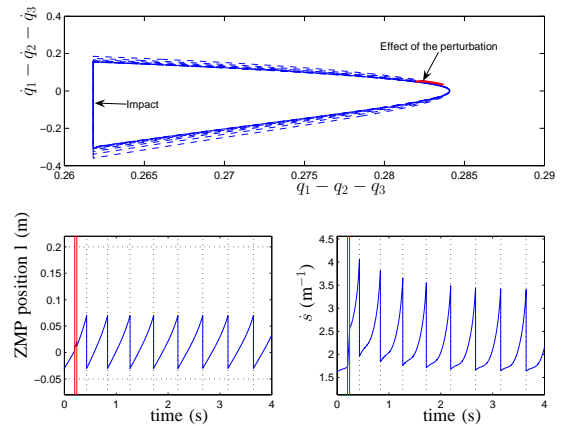 q̇₁ − q̇₂ − q̇₃
0.4
0.2
0
−0.2
−0.4
Effect of the perturbation
Impact
0.26 0.265 0.27 0.275 0.28 0.285 0.29
q₁ − q₂ − q₃
ZMP position 1 (m)
0.2
0.15
0.1
0.05
0
−0.05
0 1 2 3 4
time (s)
ṡ (m⁻¹)
4.5
4
3.5
3
2.5
2
1.5
1
0 1 2 3 4
time (s)